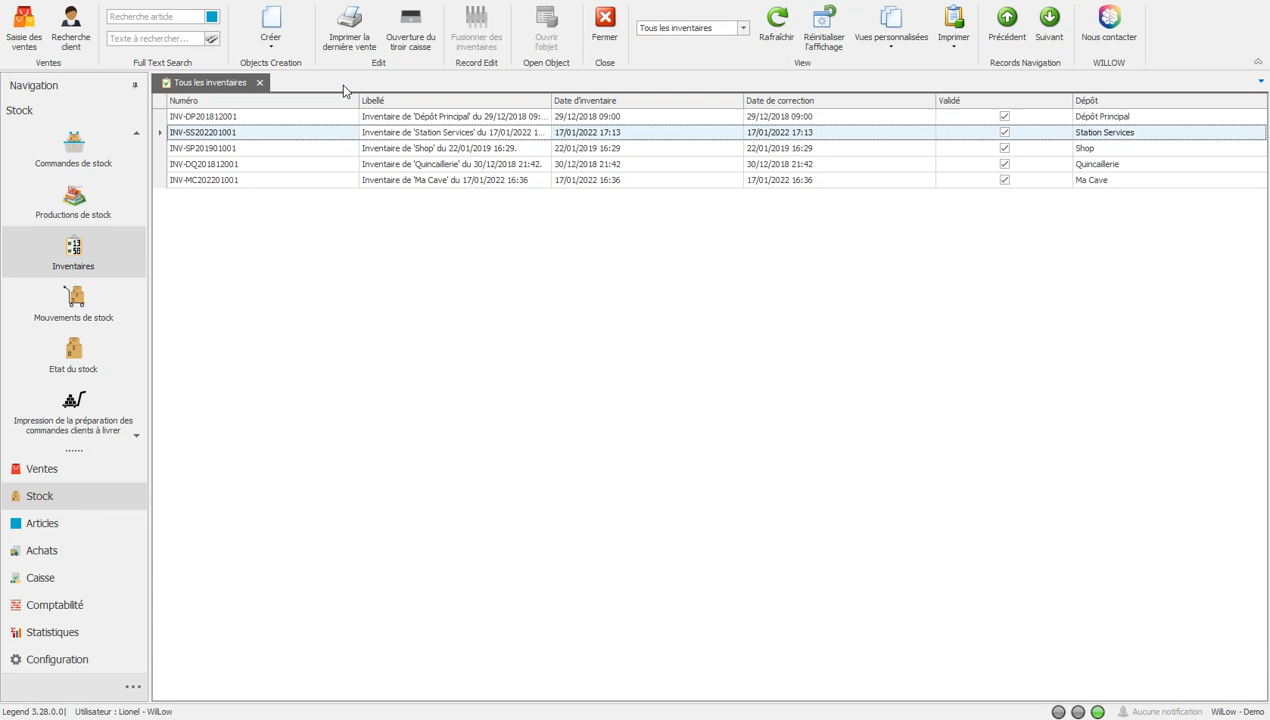 Saisie des ventes
Recherche client
Ventes
Recherche article
Texte à rechercher...
Full Text Search
Créer
Objects Creation
Imprimer la dernière vente
Ouverture du tiroir caisse
Edit
Fusionner des inventaires
Record Edit
Ouvrir l'objet
Open Object
Fermer
Close
Tous les inventaires
Rafraîchir
Réinitialiser l'affichage
Vues personnalisées
Imprimer
View
Précédent
Suivant
Records Navigation
Nous contacter
WILLOW
Navigation
Stock
Commandes de stock
Productions de stock
13
50
Inventaires
Mouvements de stock
Etat du stock
Impression de la préparation des commandes clients à livrer
......
Ventes
Stock
Articles
Achats
Caisse
Comptabilité
Statistiques
Configuration
Tous les inventaires
Numéro Libellé Date d'inventaire Date de correction Validé Dépôt
INV-DP201812001 Inventaire de 'Dépôt Principal' du 29/12/2018 09:... 29/12/2018 09:00 29/12/2018 09:00 Dépôt Principal
INV-SS202201001 Inventaire de 'Station Services' du 17/01/2022 1... 17/01/2022 17:13 17/01/2022 17:13 Station Services
INV-SP201901001 Inventaire de 'Shop' du 22/01/2019 16:29. 22/01/2019 16:29 22/01/2019 16:29 Shop
INV-DQ201812001 Inventaire de 'Quincaillerie' du 30/12/2018 21:42. 30/12/2018 21:42 30/12/2018 21:42 Quincaillerie
INV-MC202201001 Inventaire de 'Ma Cave' du 17/01/2022 16:36 17/01/2022 16:36 17/01/2022 16:36 Ma Cave
Legend 3.28.0.0| Utilisateur : Lionel - WilLow
Aucune notification WilLow - Demo